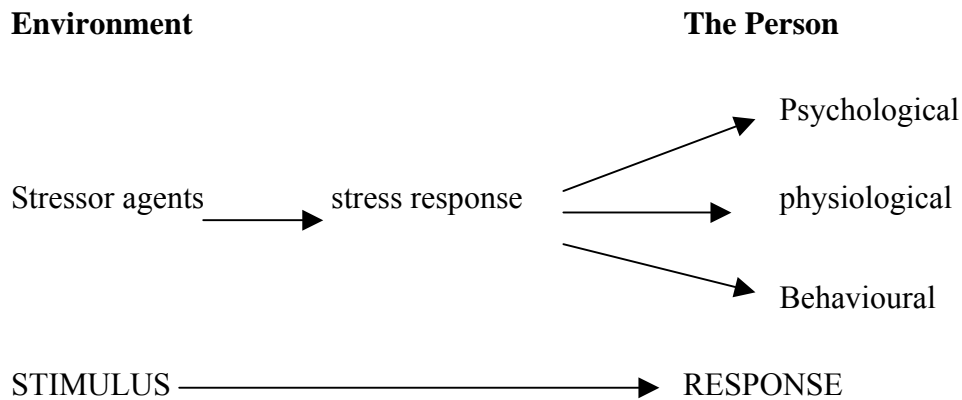 Environment The Person
Psychological
Stressor agents stress response physiological
Behavioural
STIMULUS RESPONSE